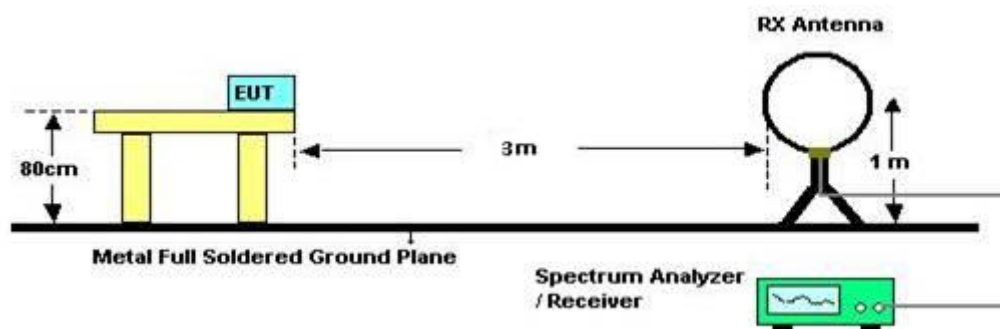 RX Antenna
EUT
3m
80cm
1 m
Metal Full Soldered Ground Plane
Spectrum Analyzer
/ Receiver